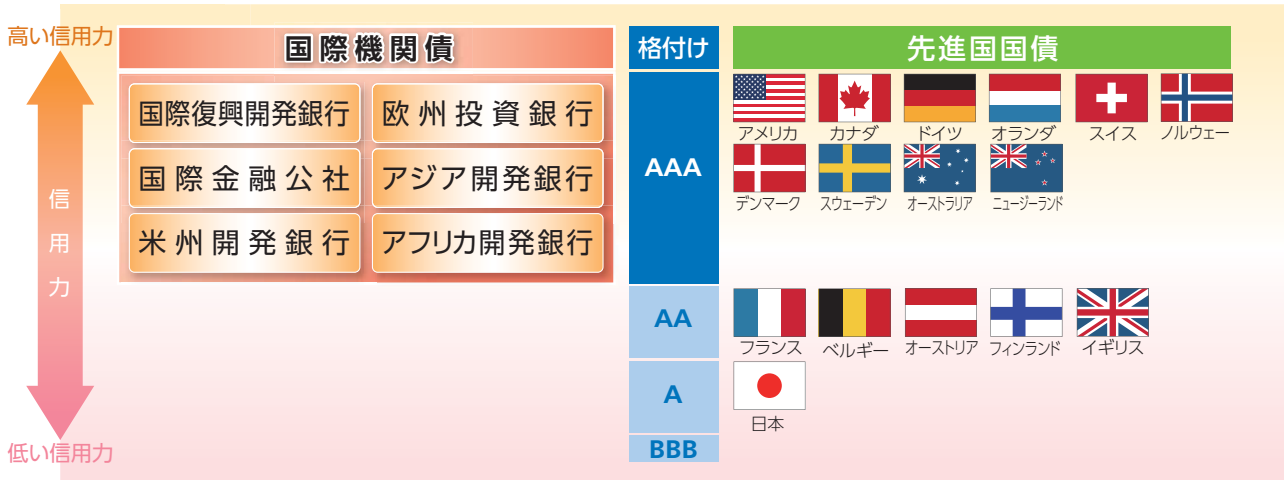 高い信用力
信用力
低い信用力
国際機関債
国際復興開発銀行 欧州投資銀行
国際金融公社 アジア開発銀行
米州開発銀行 アフリカ開発銀行
格付け 先進国国債
AAA
アメリカ カナダ ドイツ オランダ スイス ノルウェー
デンマーク スウェーデン オーストラリア ニュージーランド
AA
フランス ベルギー オーストリア フィンランド イギリス
A
日本
BBB